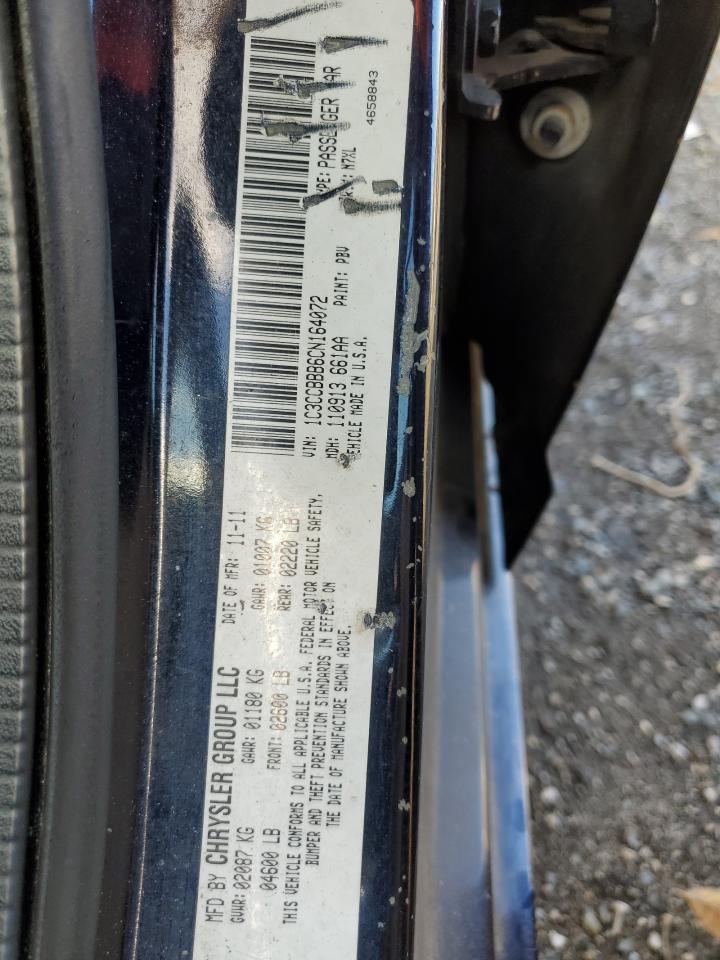 MFD BY CHRYSLER GROUP LLC
DATE OF MFR: 11-11
GVWR: 02087 KG
GAWR: 01180 KG
GAWR: 01007 KG
04600 LB
FRONT: 02600 LB
REAR: 02220 LB
THIS VEHICLE CONFORMS TO ALL APPLICABLE U.S.A. FEDERAL MOTOR VEHICLE SAFETY,
BUMPER AND THEFT PREVENTION STANDARDS IN EFFECT ON
THE DATE OF MANUFACTURE SHOWN ABOVE.
VIN: 1C3CCBBB6CN164072
PE: PASSENGER CAR
MDH: 110913 661AA
PAINT: PBV
N7XL
VEHICLE MADE IN U.S.A.
4658843